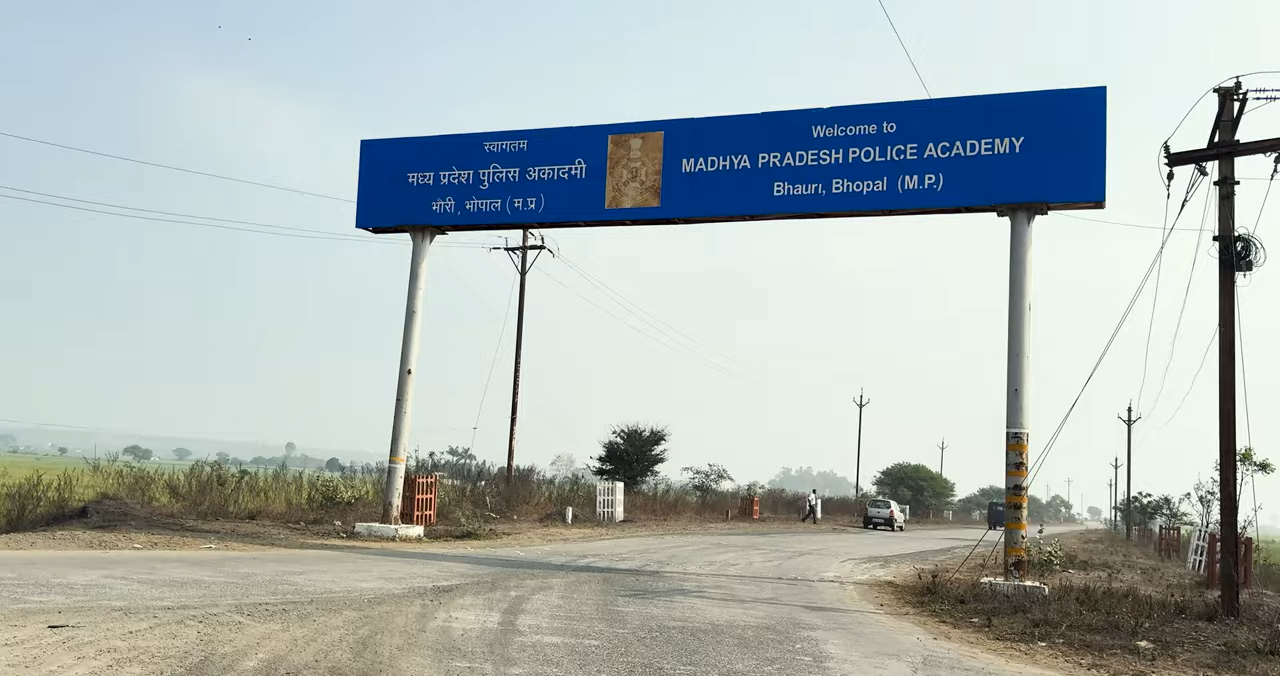 स्वागतम
मध्य प्रदेश पुलिस अकादमी
भौरी, भोपाल (म.प्र)
Welcome to
MADHYA PRADESH POLICE ACADEMY
Bhauri, Bhopal (M.P.)